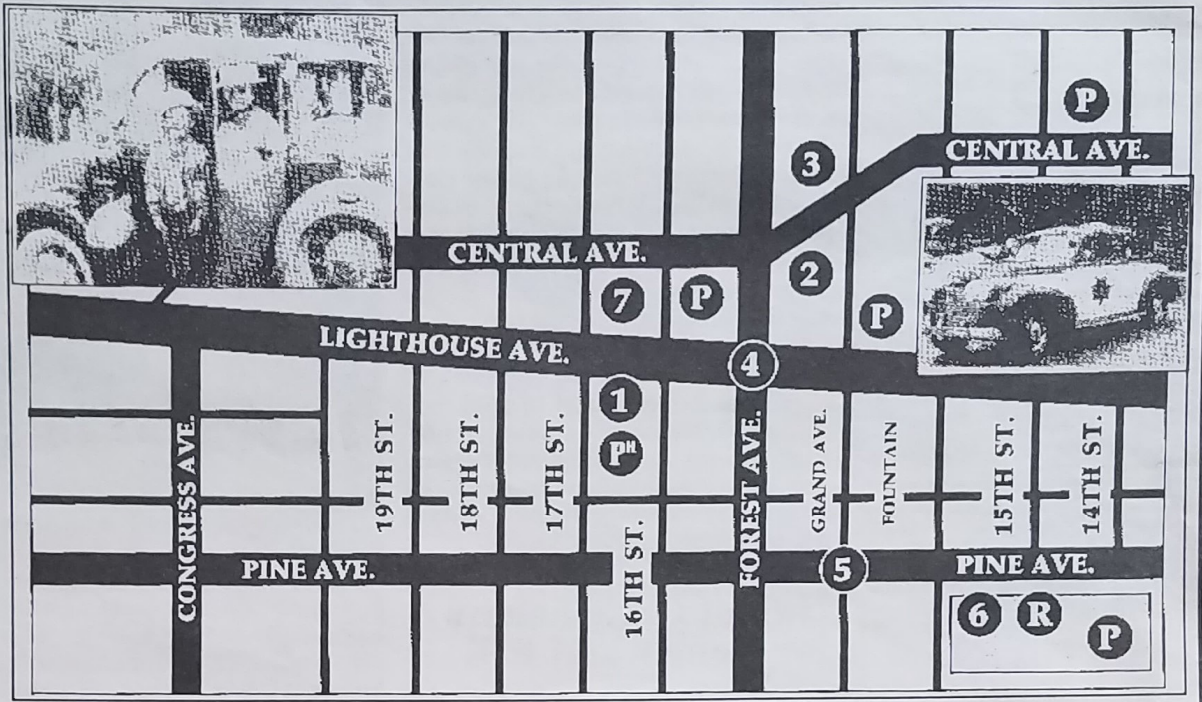 P
CENTRAL AVE.
3
CENTRAL AVE.
2
7
P
P
LIGHTHOUSE AVE.
4
1
PH
CONGRESS AVE.
19TH ST.
18TH ST.
17TH ST.
16TH ST.
FOREST AVE.
GRAND AVE.
FOUNTAIN
15TH ST.
14TH ST.
PINE AVE.
5
PINE AVE.
6
R
P